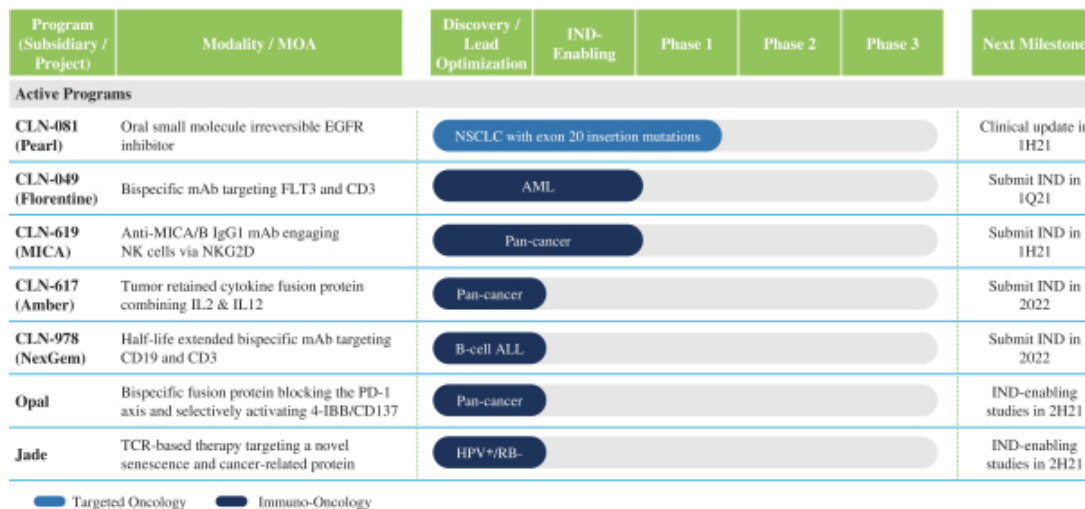 Program
(Subsidiary /
Project)
Modality / MOA
Discovery /
Lead
Optimization
IND-
Enabling
Phase 1
Phase 2
Phase 3
Next Milestone
Active Programs
CLN-081
(Pearl)
Oral small molecule irreversible EGFR
inhibitor
NSCLC with exon 20 insertion mutations
Clinical update in
1H21
CLN-049
(Florentine)
Bispecific mAb targeting FLT3 and CD3
AML
Submit IND in
1Q21
CLN-619
(MICA)
Anti-MICA/B IgG1 mAb engaging
NK cells via NKG2D
Pan-cancer
Submit IND in
1H21
CLN-617
(Amber)
Tumor retained cytokine fusion protein
combining IL2 & IL12
Pan-cancer
Submit IND in
2022
CLN-978
(NexGem)
Half-life extended bispecific mAb targeting
CD19 and CD3
B-cell ALL
Submit IND in
2022
Opal
Bispecific fusion protein blocking the PD-1
axis and selectively activating 4-IBB/CD137
Pan-cancer
IND-enabling
studies in 2H21
Jade
TCR-based therapy targeting a novel
senescence and cancer-related protein
HPV+/RB-
IND-enabling
studies in 2H21
Targeted Oncology
Immuno-Oncology